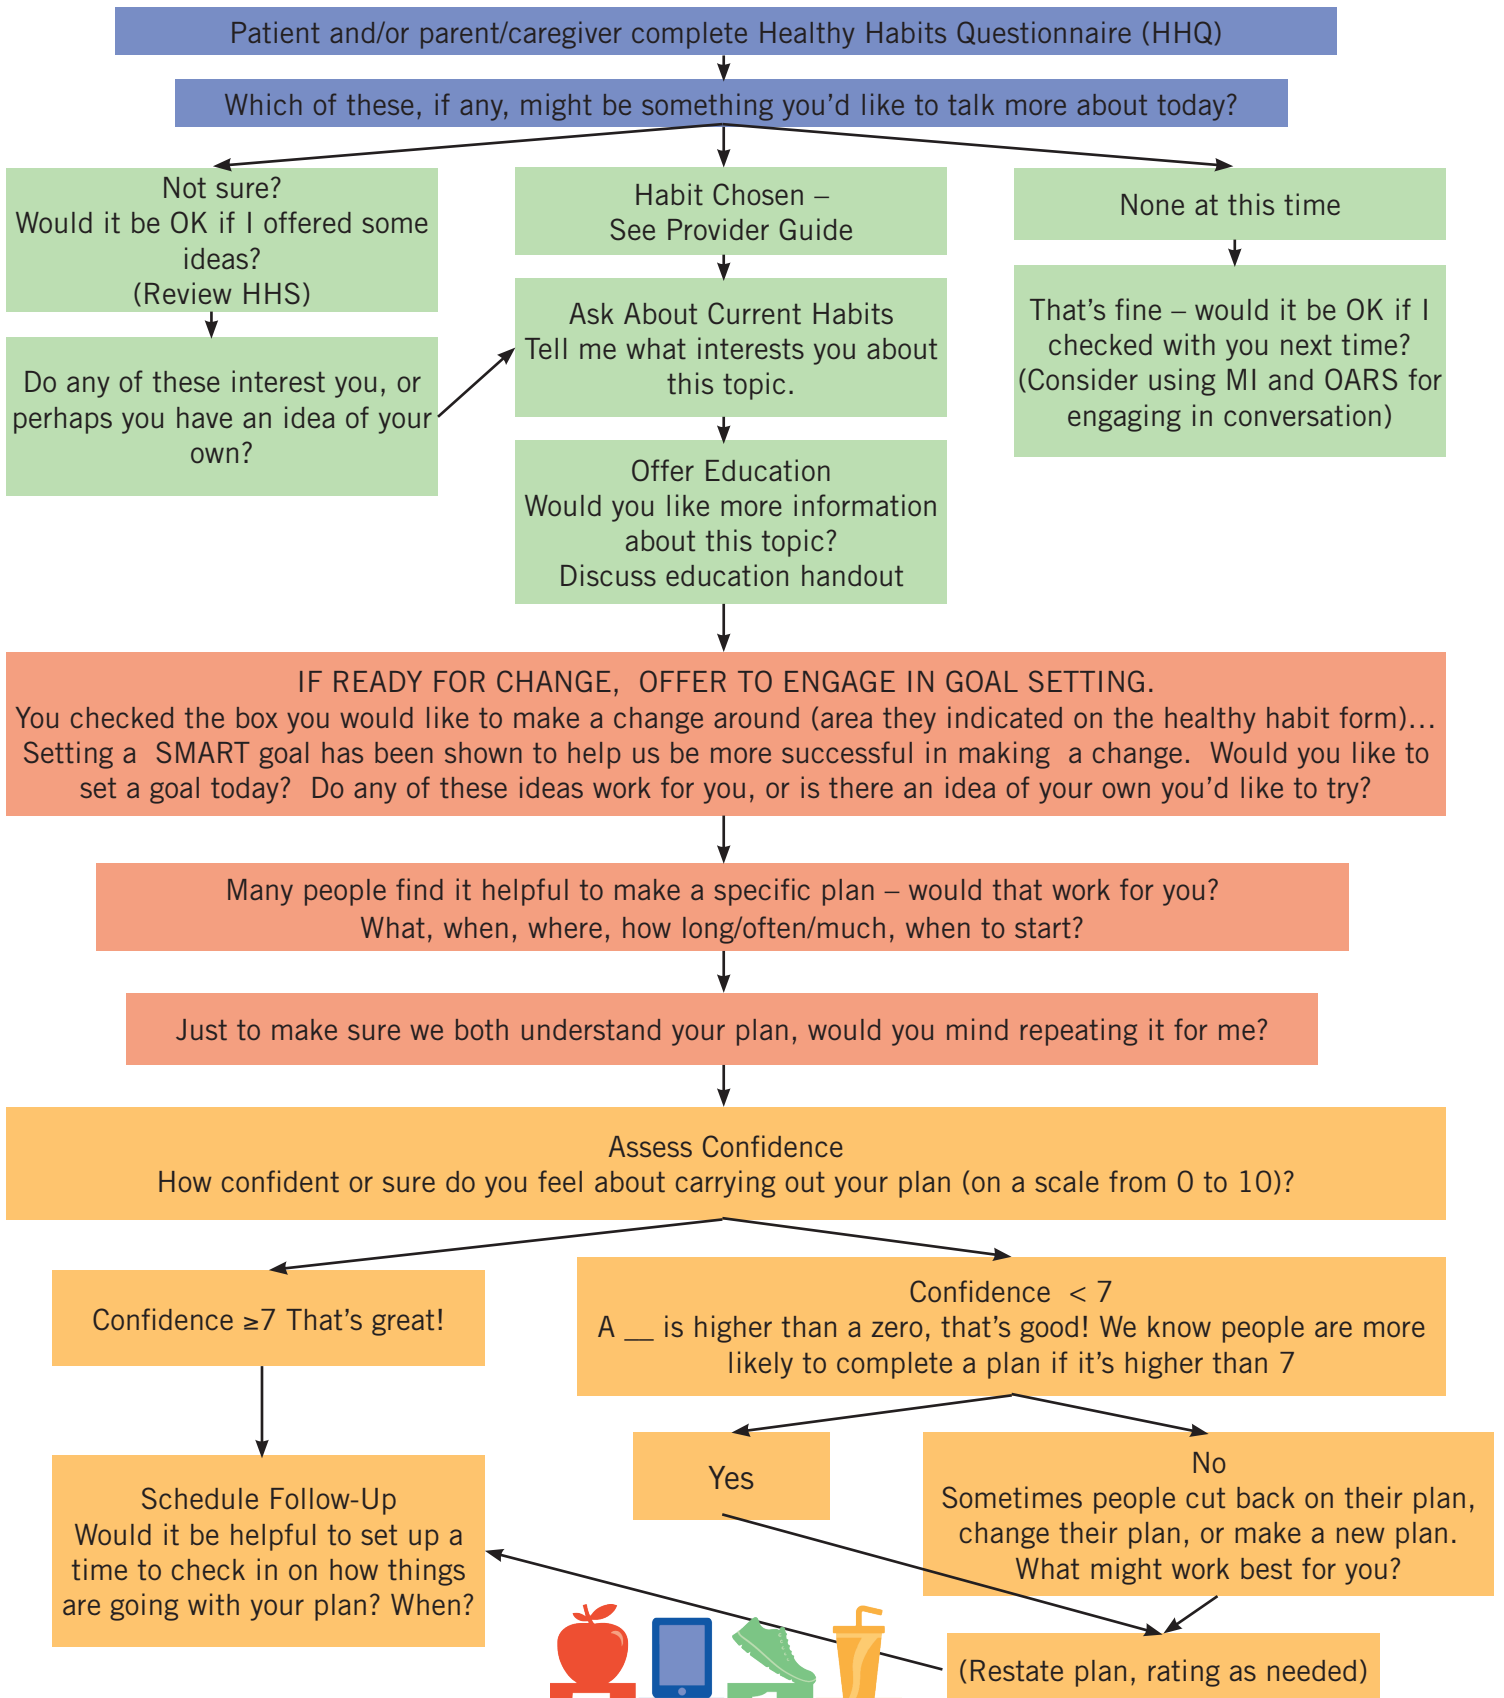 Patient and/or parent/caregiver complete Healthy Habits Questionnaire (HHQ)
Which of these, if any, might be something you'd like to talk more about today?
Not sure?
Would it be OK if I offered some
ideas?
(Review HHS)
Do any of these interest you, or
perhaps you have an idea of your
own?
Habit Chosen –
See Provider Guide
Ask About Current Habits
Tell me what interests you about
this topic.
Offer Education
Would you like more information
about this topic?
Discuss education handout
None at this time
That's fine – would it be OK if I
checked with you next time?
(Consider using MI and OARS for
engaging in conversation)
IF READY FOR CHANGE, OFFER TO ENGAGE IN GOAL SETTING.
You checked the box you would like to make a change around (area they indicated on the healthy habit form)...
Setting a SMART goal has been shown to help us be more successful in making a change. Would you like to
set a goal today? Do any of these ideas work for you, or is there an idea of your own you'd like to try?
Many people find it helpful to make a specific plan – would that work for you?
What, when, where, how long/often/much, when to start?
Just to make sure we both understand your plan, would you mind repeating it for me?
Assess Confidence
How confident or sure do you feel about carrying out your plan (on a scale from 0 to 10)?
Confidence ≥7 That's great!
Schedule Follow-Up
Would it be helpful to set up a
time to check in on how things
are going with your plan? When?
Confidence < 7
A __ is higher than a zero, that's good! We know people are more
likely to complete a plan if it's higher than 7
Yes
No
Sometimes people cut back on their plan,
change their plan, or make a new plan.
What might work best for you?
(Restate plan, rating as needed)